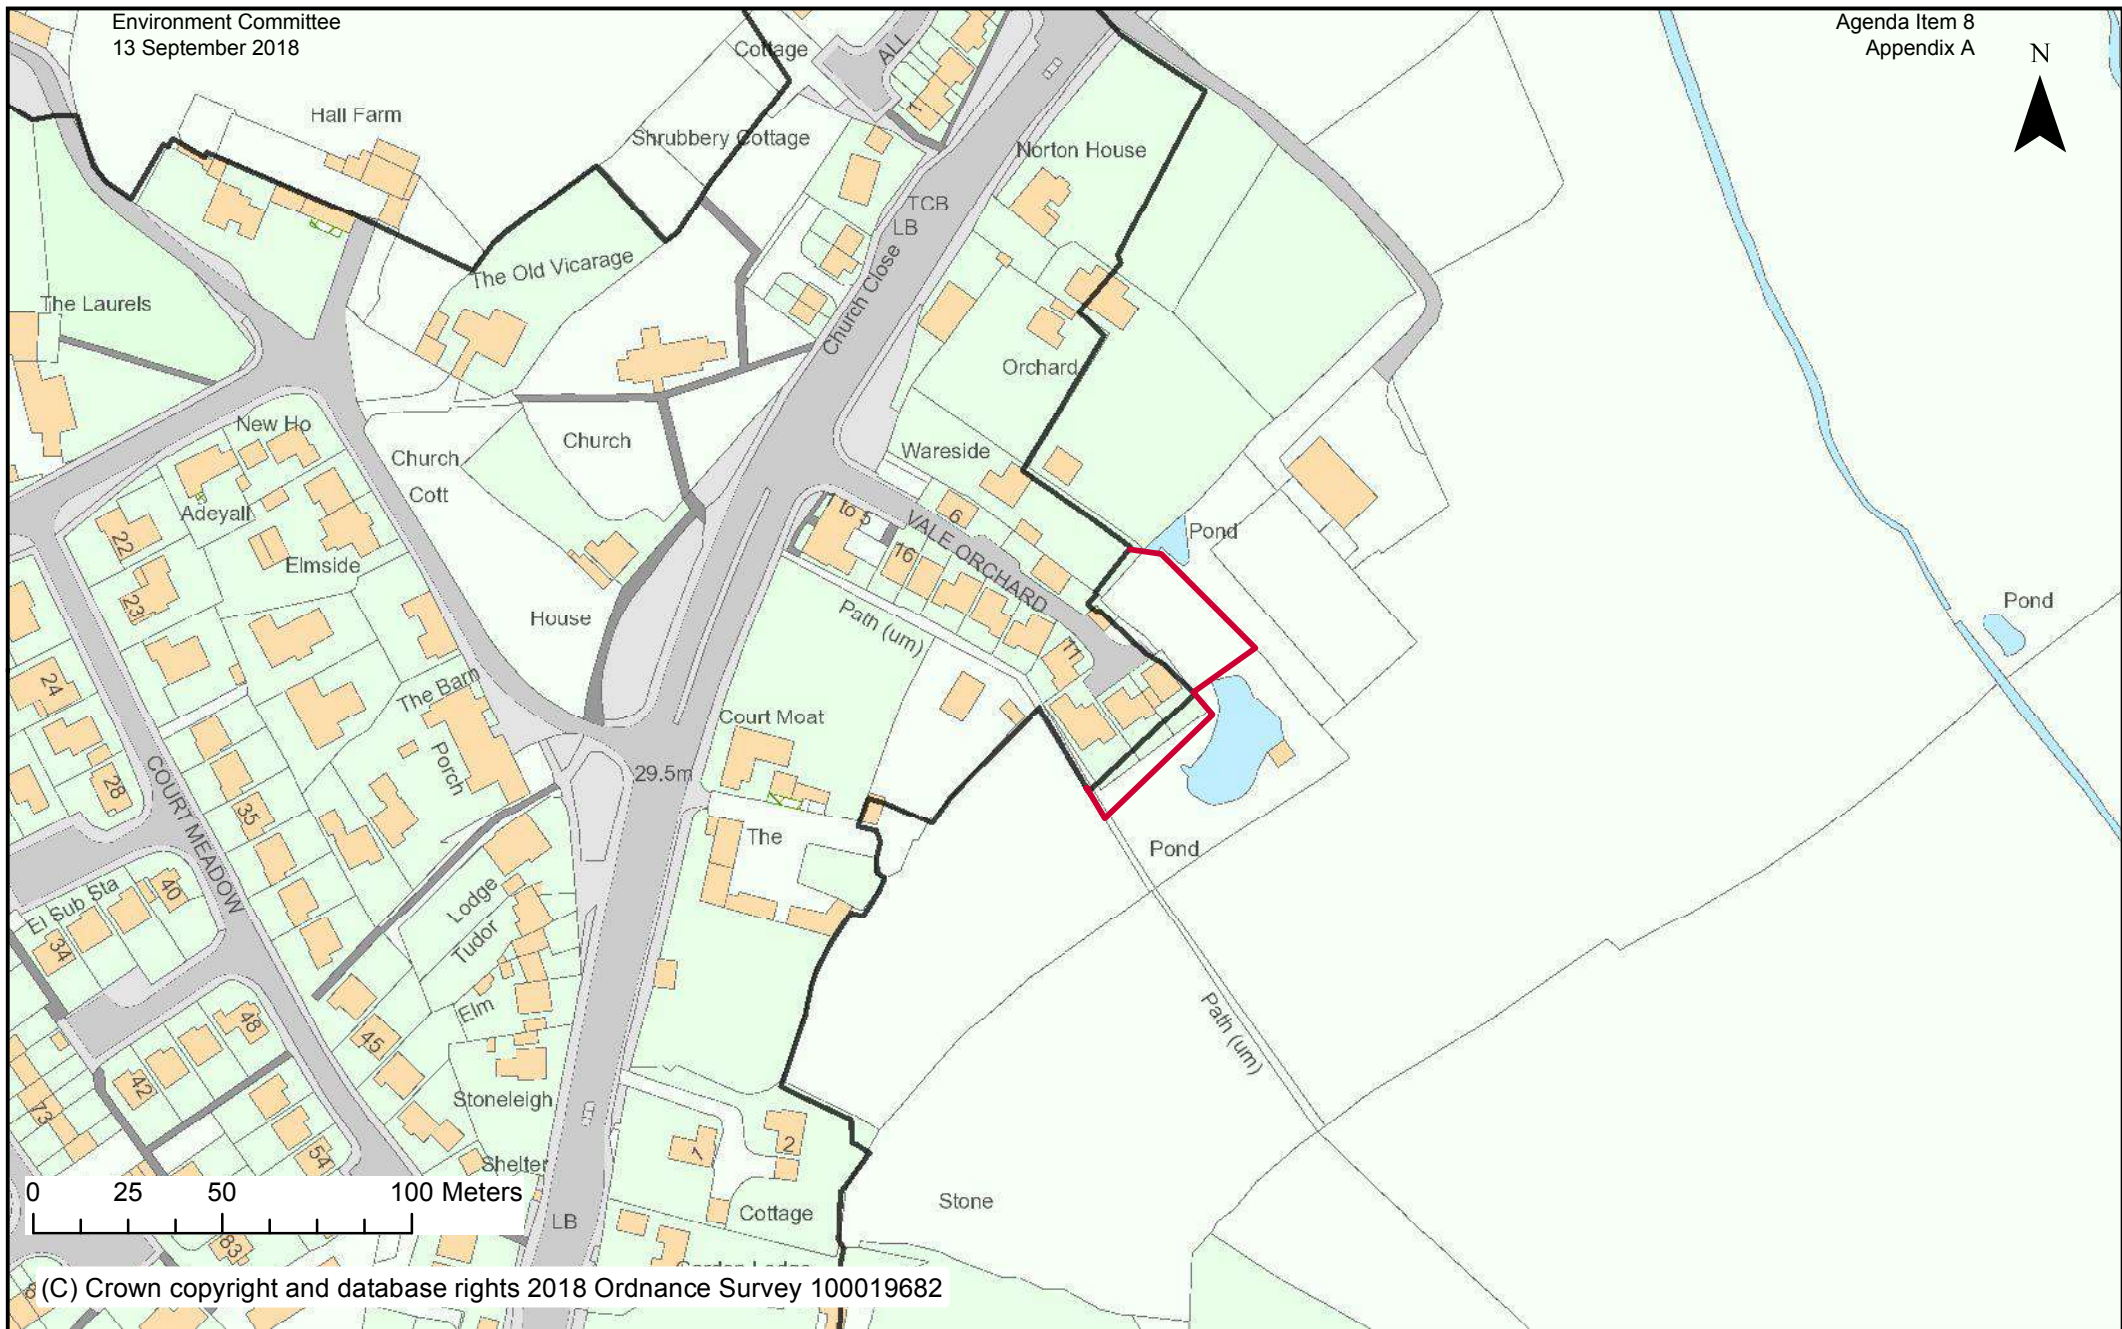 Environment Committee
13 September 2018
Agenda Item 8
Appendix A
N
Cottage
ALL
1
Hall Farm
Shrubbery Cottage
Norton House
TCB
LB
The Old Vicarage
Church Close
The Laurels
Orchard
New Ho
Church
Church
Cott
Wareside
Adeyall
1 to 5
6
VALE ORCHARD
16
Pond
22
Elmside
23
House
Path (um)
11
Pond
24
The Barn
Court Moat
Porch
29.5m
28
COURT MEADOW
35
The
Pond
El Sub Sta
40
34
Lodge
Tudor
Elm
48
45
Path (um)
42
73
Stoneleigh
54
1
2
Shelter
Stone
Cottage
LB
83
0 25 50 100 Meters
(C) Crown copyright and database rights 2018 Ordnance Survey 100019682